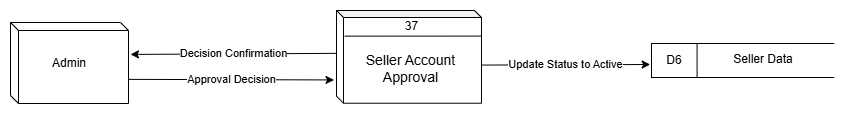 37
Admin
Decision Confirmation
Approval Decision
Seller Account
Approval
Update Status to Active
D6
Seller Data